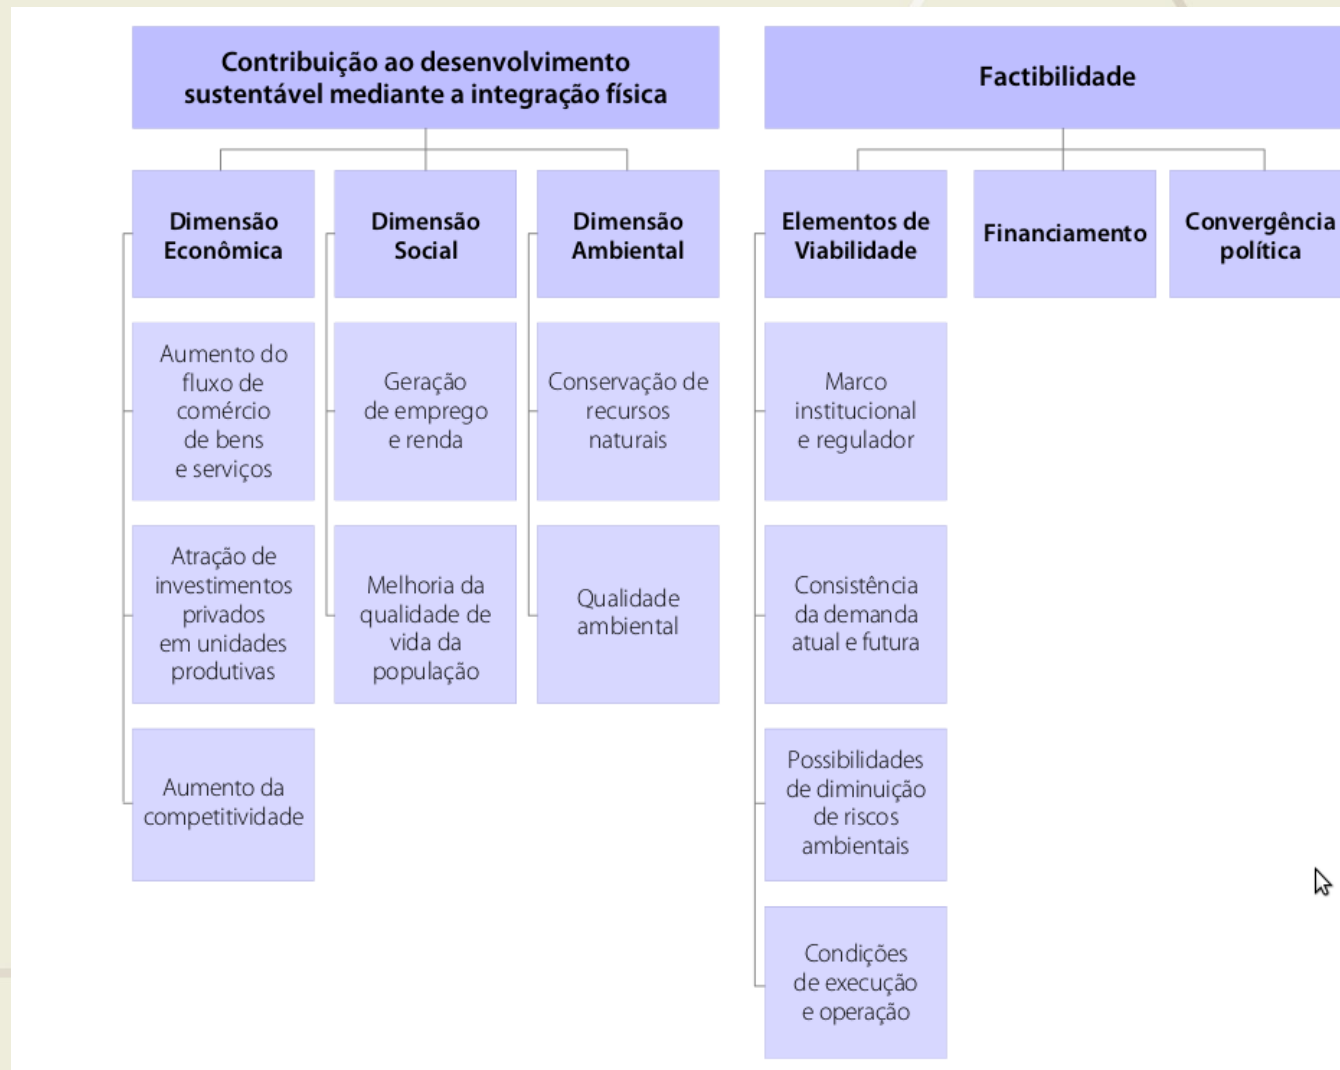 Contribuição ao desenvolvimento
sustentável mediante a integração física
Factibilidade
Dimensão
Econômica
Dimensão
Social
Dimensão
Ambiental
Elementos de
Viabilidade
Financiamento
Convergência
política
Aumento do
fluxo de
comércio
de bens
e serviços
Geração
de emprego
e renda
Conservação de
recursos
naturais
Marco
institucional
e regulador
Atração de
investimentos
privados
em unidades
produtivas
Melhoria da
qualidade de
vida da
população
Qualidade
ambiental
Consistência
da demanda
atual e futura
Aumento da
competitividade
Possibilidades
de diminuição
de riscos
ambientais
Condições
de execução
e operação